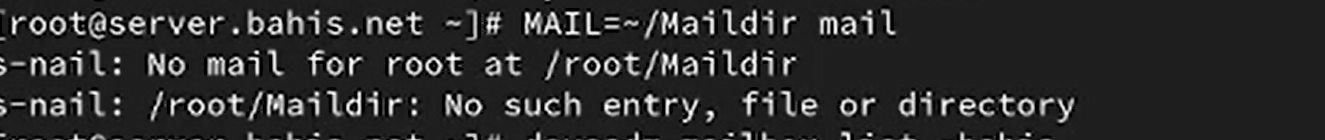 [root@server.bahis.net ~]# MAIL=~/Maildir mail
s-nail: No mail for root at /root/Maildir
s-nail: /root/Maildir: No such entry, file or directory